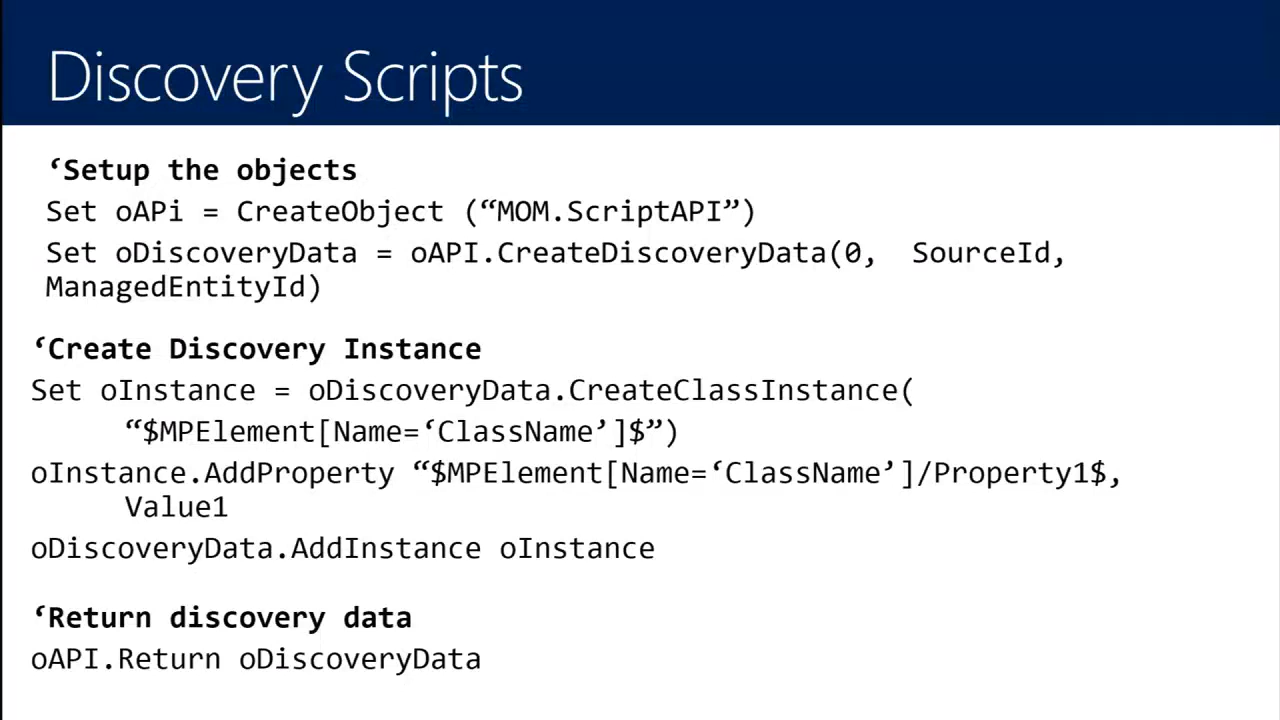 Discovery Scripts
‘Setup the objects
Set oAPi = CreateObject (“MOM.ScriptAPI”)
Set oDiscoveryData = oAPI.CreateDiscoveryData(0, SourceId,
ManagedEntityId)
‘Create Discovery Instance
Set oInstance = oDiscoveryData.CreateClassInstance(
“$MPElement[Name=‘ClassName’]$”)
oInstance.AddProperty “$MPElement[Name=‘ClassName’]/Property1$,
Value1
oDiscoveryData.AddInstance oInstance
‘Return discovery data
oAPI.Return oDiscoveryData